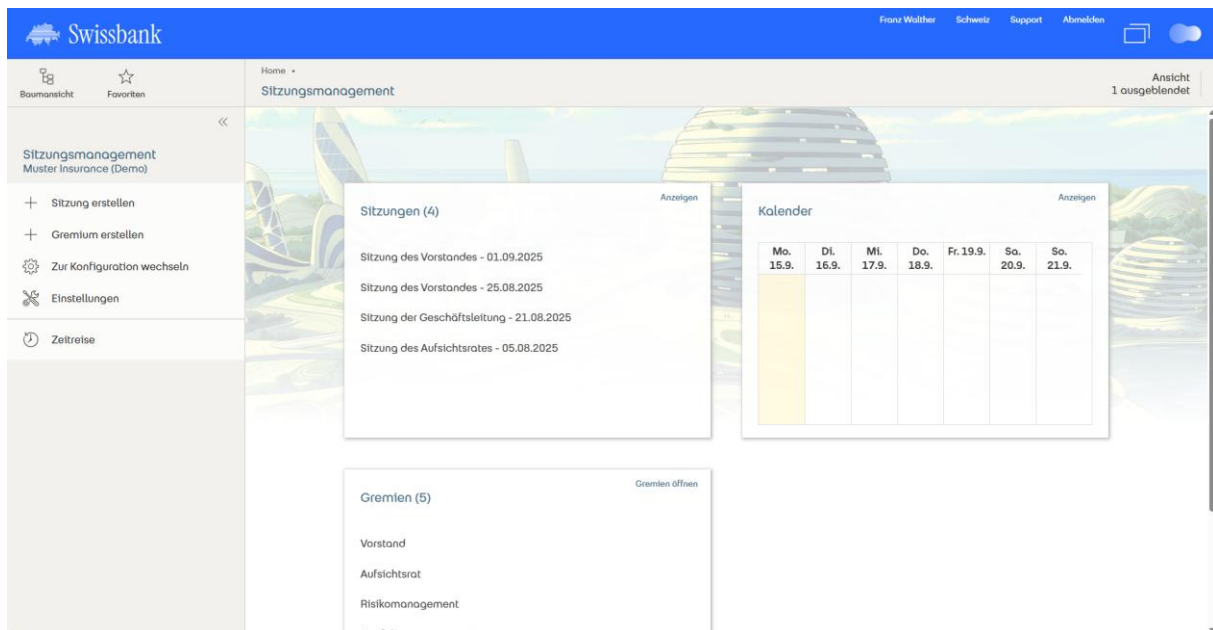 Swissbank
Franz Walther Schweiz Support Abmelden
Baumansicht Favoriten
Home
Sitzungsmanagement
Ansicht
1 ausgeblendet
Sitzungsmanagement
Muster Insurance (Demo)
Sitzung erstellen
Gremium erstellen
Zur Konfiguration wechseln
Einstellungen
Zeitreise
Sitzungen (4)
Anzeigen
Sitzung des Vorstandes - 01.09.2025
Sitzung des Vorstandes - 25.08.2025
Sitzung der Geschäftsleitung - 21.08.2025
Sitzung des Aufsichtsrates - 05.08.2025
Kalender
Anzeigen
Mo. 15.9.
Di. 16.9.
Mi. 17.9.
Do. 18.9.
Fr. 19.9.
Sa. 20.9.
So. 21.9.
Gremien (5)
Gremien öffnen
Vorstand
Aufsichtsrat
Risikomanagement